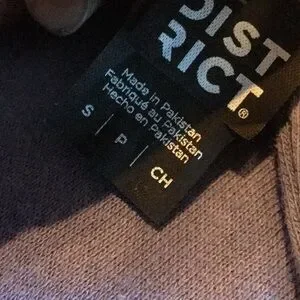 DIST
RICT®
Made in Pakistan
Fabriqué au Pakistan
Hecho en Pakistan
S | P | CH